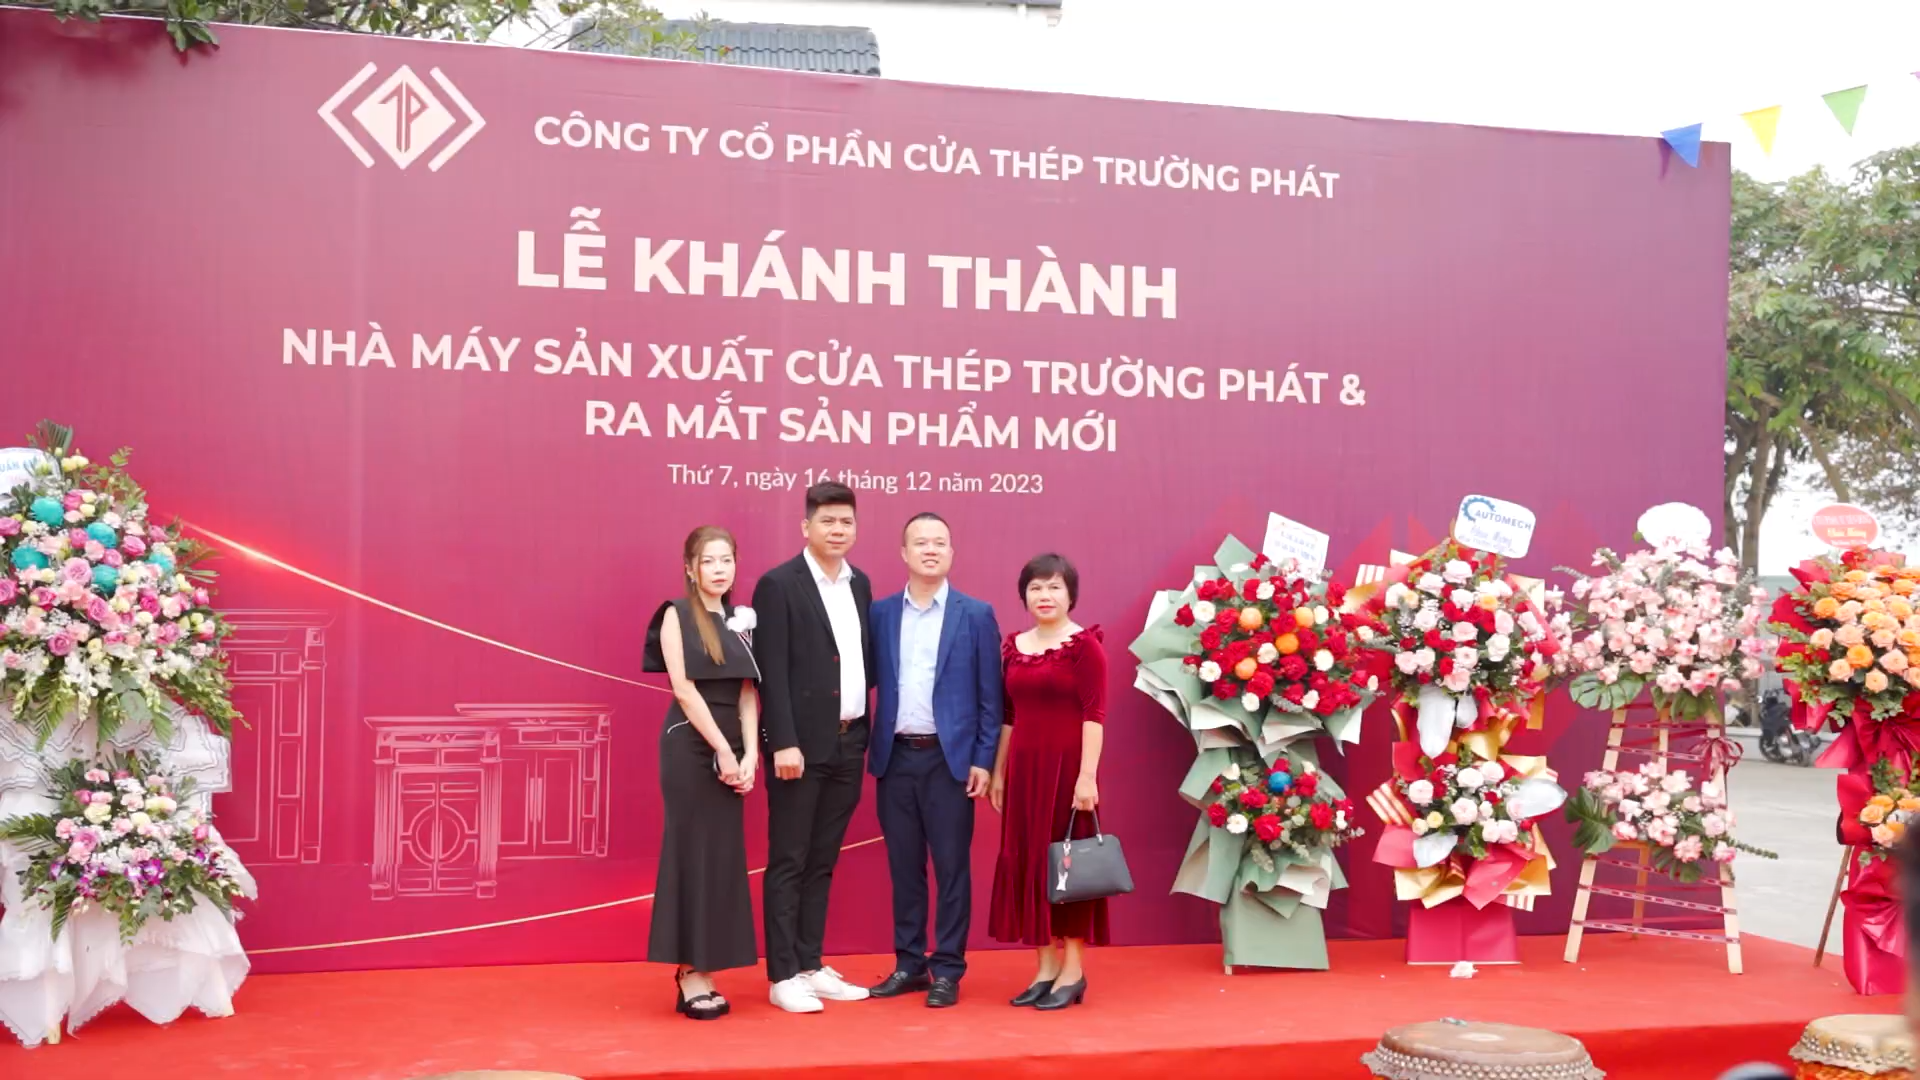 TP
CÔNG TY CỔ PHẦN CỬA THÉP TRƯỜNG PHÁT
LỄ KHÁNH THÀNH
NHÀ MÁY SẢN XUẤT CỬA THÉP TRƯỜNG PHÁT &
RA MẮT SẢN PHẨM MỚI
Thứ 7, ngày 16 tháng 12 năm 2023
AUTOMECH